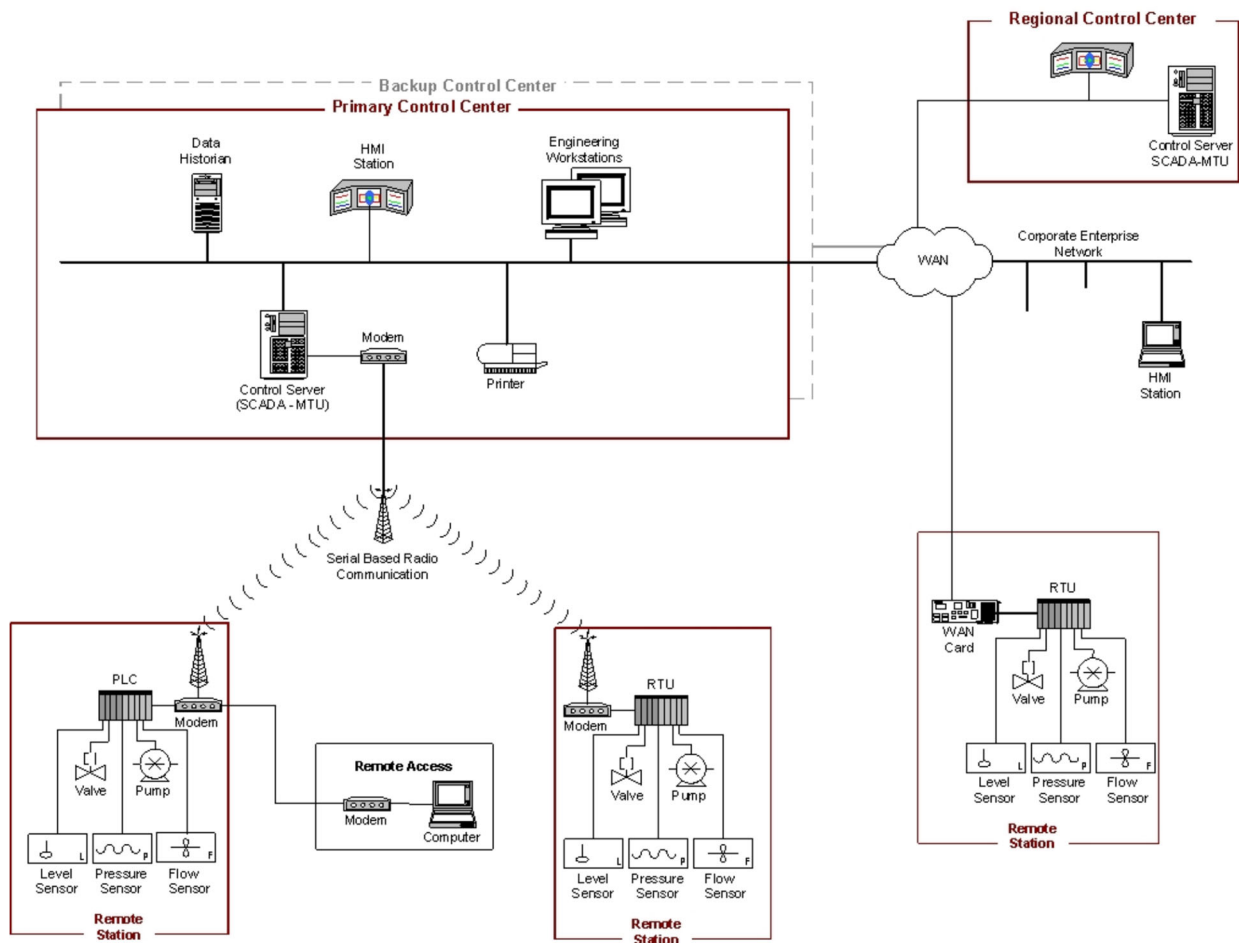 Regional Control Center
Control Server
SCADA-MTU
Backup Control Center
Primary Control Center
Data
Historian
HMI
Station
Engineering
Workstations
Control Server
(SCADA - MTU)
Modem
Printer
WAN
Corporate Enterprise
Network
HMI
Station
Serial Based Radio
Communication
PLC
Modem
Valve
Pump
L
P
F
Level
Sensor
Pressure
Sensor
Flow
Sensor
Remote
Station
Remote Access
Modem
Computer
RTU
Modem
Valve
Pump
L
P
F
Level
Sensor
Pressure
Sensor
Flow
Sensor
Remote
Station
RTU
WAN
Card
Valve
Pump
L
P
F
Level
Sensor
Pressure
Sensor
Flow
Sensor
Remote
Station